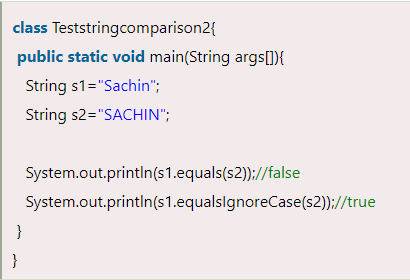 class Teststringcomparison2{
public static void main(String args[]){
String s1="Sachin";
String s2="SACHIN";
System.out.println(s1.equals(s2));//false
System.out.println(s1.equalsIgnoreCase(s2));//true
}
}